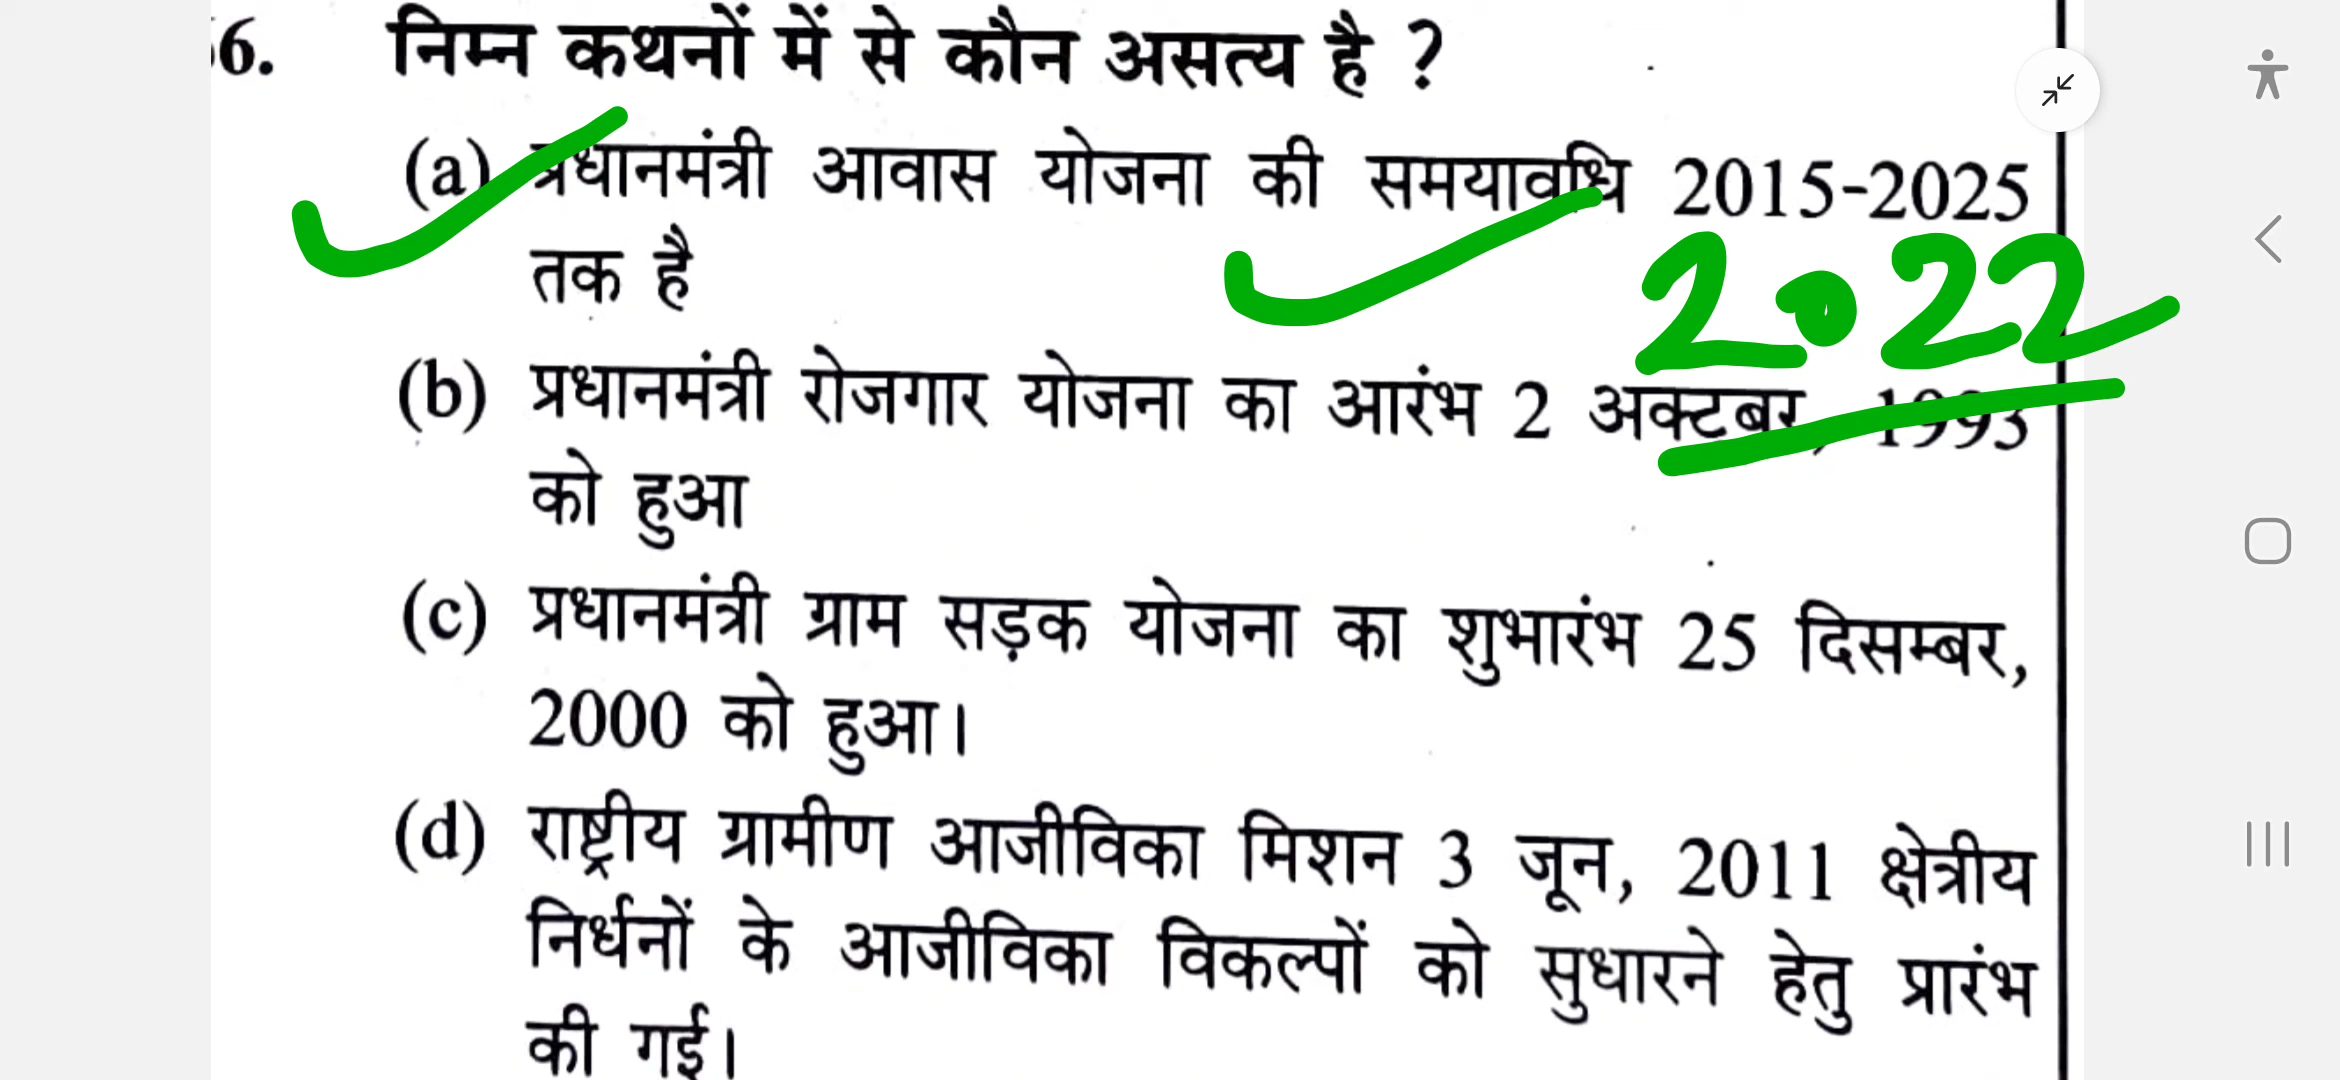 6. निम्न कथनों में से कौन असत्य है ?
(a) प्रधानमंत्री आवास योजना की समयावधि 2015-2025
तक है
2022
(b) प्रधानमंत्री रोजगार योजना का आरंभ 2 अक्टूबर, 1993
को हुआ
(c) प्रधानमंत्री ग्राम सड़क योजना का शुभारंभ 25 दिसम्बर,
2000 को हुआ।
(d) राष्ट्रीय ग्रामीण आजीविका मिशन 3 जून, 2011 क्षेत्रीय
निर्धनों के आजीविका विकल्पों को सुधारने हेतु प्रारंभ
की गई।